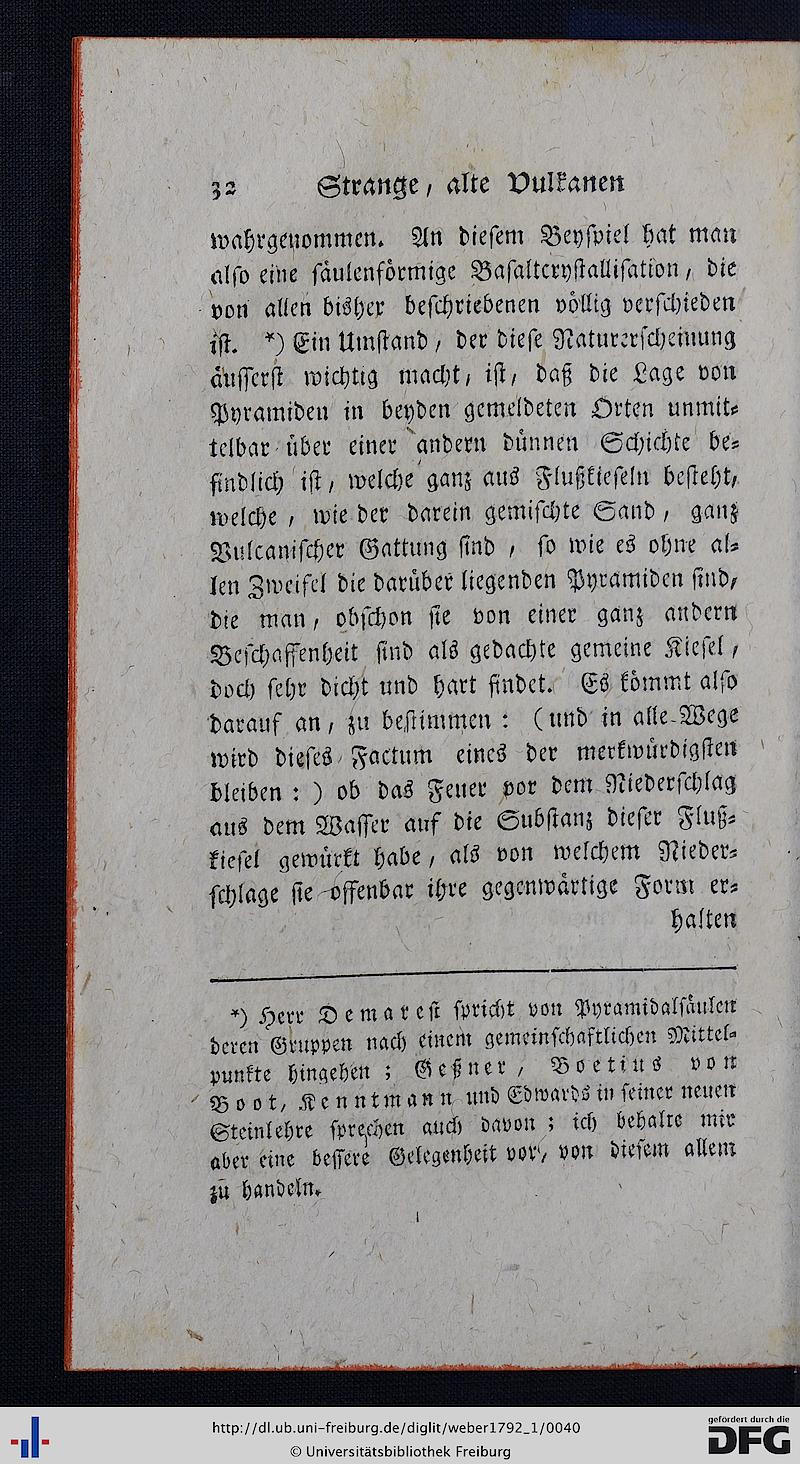 32 Strange, alte Vulkanen
wahrgenommen. An dieſem Beyſpiel hat man
alſo eine ſäulenförmige Baſaltcryſtalliſation, die
von allen bisher beſchriebenen völlig verſchieden
iſt. *) Ein Umſtand, der dieſe Naturerſcheinung
äuſſerſt wichtig macht, iſt, daß die Lage von
Pyramiden in beyden gemeldeten Orten unmit⸗
telbar über einer andern dünnen Schichte be⸗
findlich iſt, welche ganz aus Flußkieſeln beſteht,
welche, wie der darein gemiſchte Sand, ganz
Vulcaniſcher Gattung ſind, ſo wie es ohne al⸗
len Zweifel die darüber liegenden Pyramiden ſind,
die man, obſchon ſie von einer ganz andern
Beſchaffenheit ſind als gedachte gemeine Kieſel,
doch ſehr dicht und hart findet. Es kömmt alſo
darauf an, zu beſtimmen: (und in alle Wege
wird dieſes Factum eines der merkwürdigſten
bleiben:) ob das Feuer vor dem Niederſchlag
aus dem Waſſer auf die Subſtanz dieſer Fluß⸗
kieſel gewürkt habe, als von welchem Nieder⸗
ſchlage ſie offenbar ihre gegenwärtige Form er⸗
halten
*) Herr Demareſt ſpricht von Pyramidalſäulen
deren Gruppen nach einem gemeinſchaftlichen Mittel⸗
punkte hingehen; Geßner, Boetius von
Boot, Kenntmann und Edwards in ſeiner neuen
Steinlehre ſprechen auch davon; ich behalte mir
aber eine beſſere Gelegenheit vor, von dieſem allem
zu handeln.
http://dl.ub.uni-freiburg.de/diglit/weber1792_1/0040
© Universitätsbibliothek Freiburg
gefördert durch die
DFG